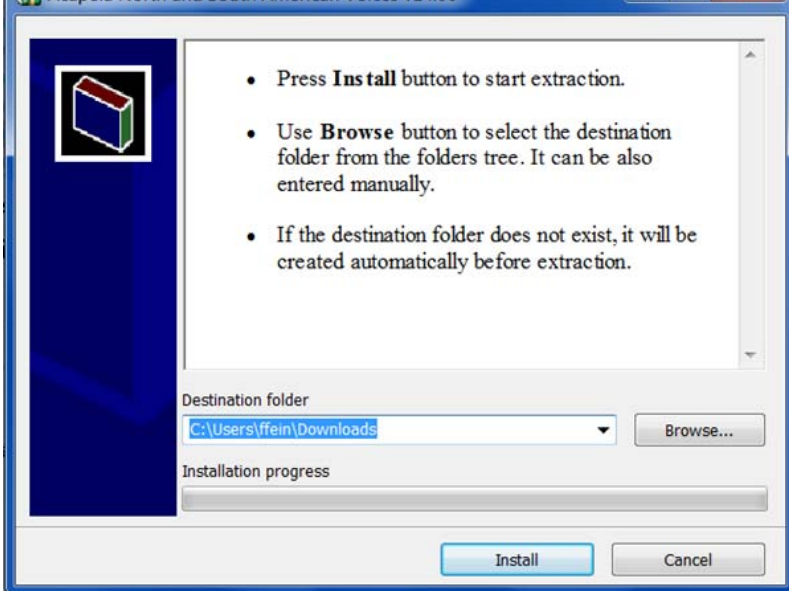 Press Install button to start extraction.
Use Browse button to select the destination
folder from the folders tree. It can be also
entered manually.
If the destination folder does not exist, it will be
created automatically before extraction.
Destination folder
C:\Users\ffein\Downloads
Browse...
Installation progress
Install
Cancel